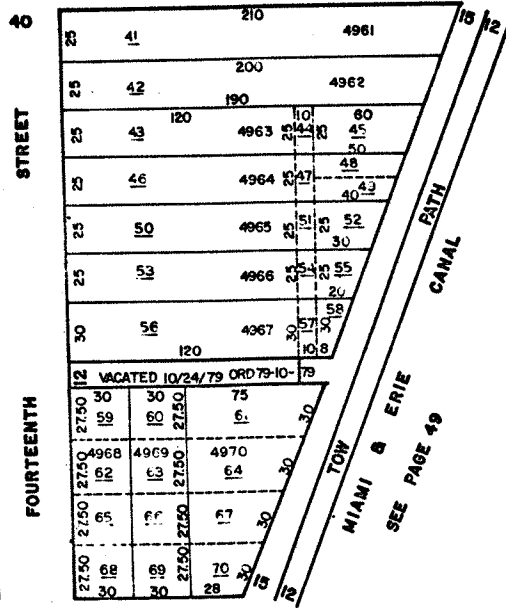 40 210 15 12
25 41 4961
200
25 42 4962
190
120 10 60
25 43 4963 25 44 25 45
50
48
25 46 4964 25 47
40 49
25 50 4965 25 51 25 52
30
25 53 4966 25 54 25 55
20
58
30 56 4967 30 57 30
120 10 8
12 VACATED 10/24/79 ORD 79-10-79
30 30 75
27.50 59 60 27.50 30
4968 4969 4970
27.50 62 63 27.50 64 30
27.50 65 66 27.50 67 30
27.50 68 69 27.50 70 30
30 30 28 15 12
STREET
FOURTEENTH
TOW PATH
MIAMI & ERIE CANAL
SEE PAGE 49